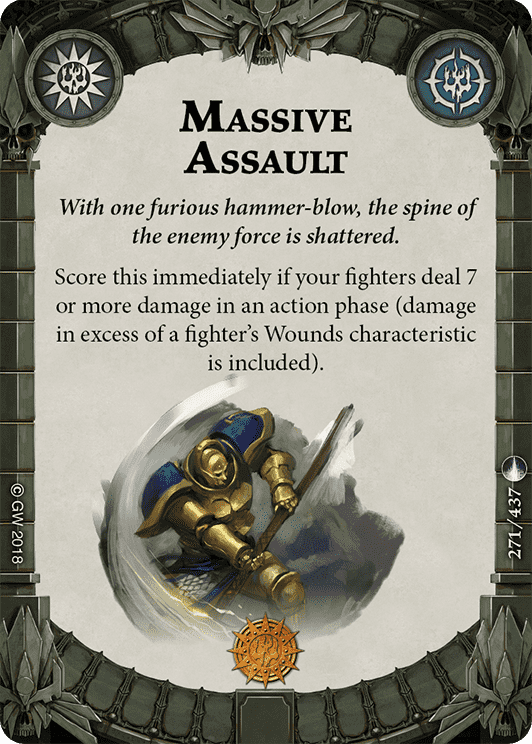 Massive
Assault
With one furious hammer-blow, the spine of
the enemy force is shattered.
Score this immediately if your fighters deal 7
or more damage in an action phase (damage
in excess of a fighter's Wounds characteristic
is included).
© GW 2018
271/437